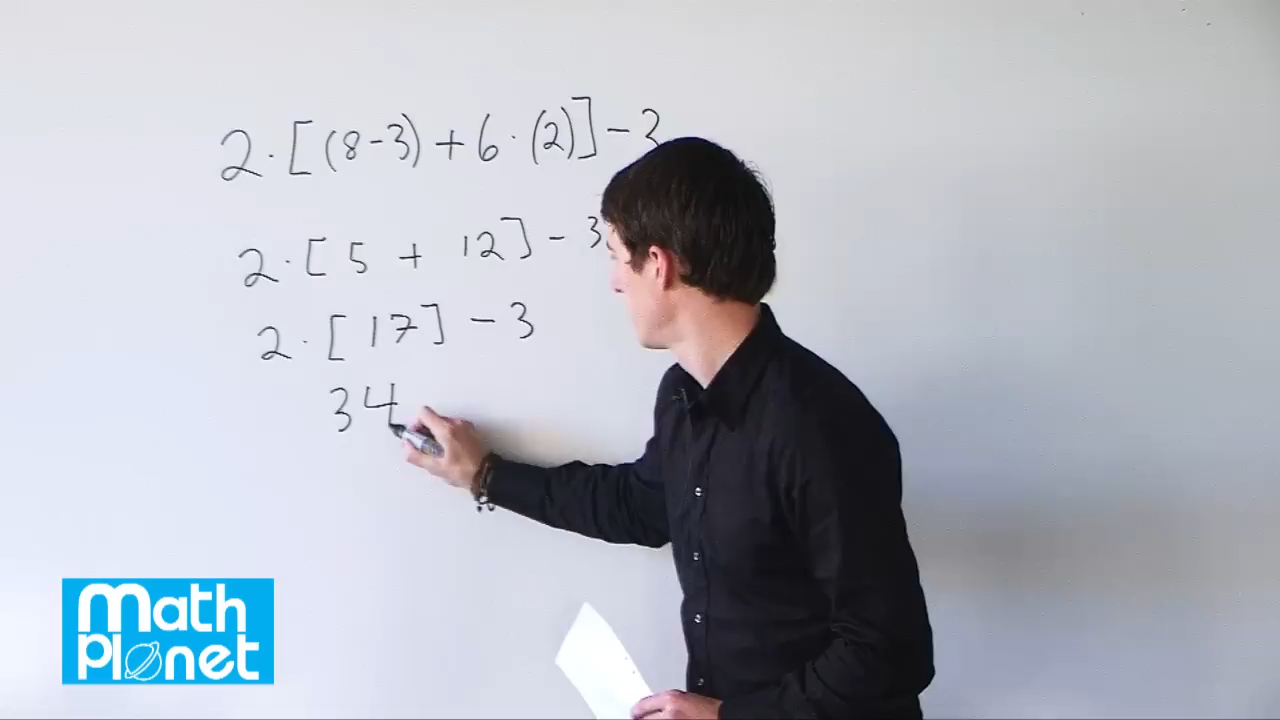 2 · [(8-3) + 6 · (2)] - 3
2 · [ 5 + 12 ] - 3
2 · [ 17 ] - 3
34
Math
Planet